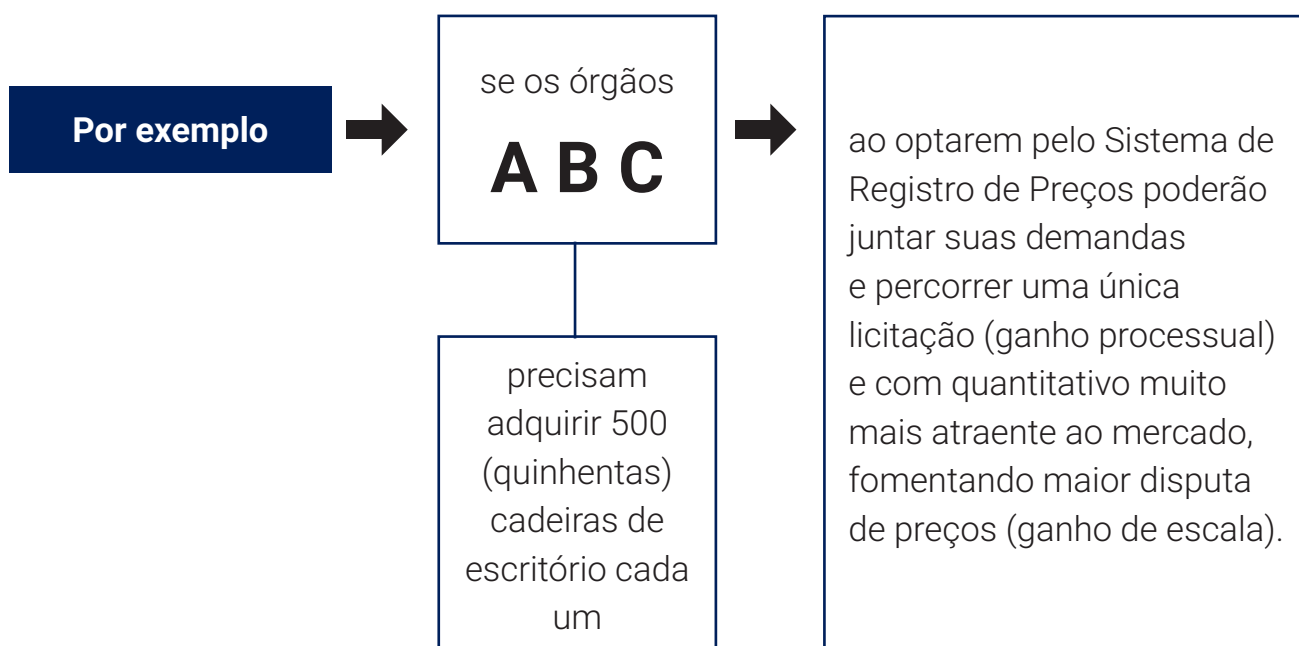 Por exemplo
se os órgãos
A B C
precisam
adquirir 500
(quinhentas)
cadeiras de
escritório cada
um
ao optarem pelo Sistema de
Registro de Preços poderão
juntar suas demandas
e percorrer uma única
licitação (ganho processual)
e com quantitativo muito
mais atraente ao mercado,
fomentando maior disputa
de preços (ganho de escala).